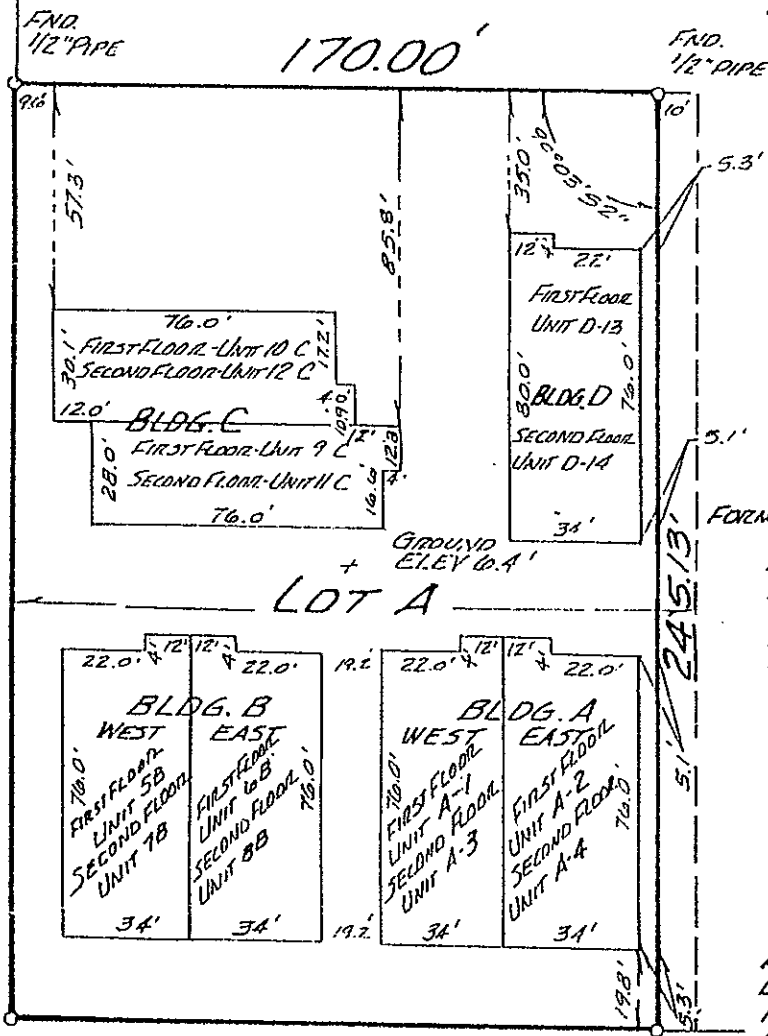 FND.
1/2" PIPE
170.00'
FND.
1/2" PIPE
10'
5.3'
57.3'
85.8'
35.0'
90°03'52"
12' 4' 22'
FIRST FLOOR
UNIT D-13
80.0' BLDG. D 76.0'
SECOND FLOOR
UNIT D-14
34'
5.1'
76.0'
FIRST FLOOR-UNIT 10 C
SECOND FLOOR-UNIT 12 C
30.1' 17.2'
4' 10.90
12.0' BLDG. C 12' 12.8
FIRST FLOOR-UNIT 9 C
SECOND FLOOR-UNIT 11 C
28.0' 16.6' 4'
76.0'
GROUND
+ ELEV 6.4'
LOT A
245.13'
22.0' 4' 12' 12' 4' 22.0' 19.2' 22.0' 4' 12' 12' 4' 22.0'
BLDG. B
WEST EAST
76.0' 76.0'
FIRST FLOOR
UNIT 5B
SECOND FLOOR
UNIT 7B
FIRST FLOOR
UNIT 6B
SECOND FLOOR
UNIT 8B
34' 34' 19.2'
BLDG. A
WEST EAST
76.0' 76.0'
FIRST FLOOR
UNIT A-1
SECOND FLOOR
UNIT A-3
FIRST FLOOR
UNIT A-2
SECOND FLOOR
UNIT A-4
34' 34'
5.1'
19.8' 5.3'